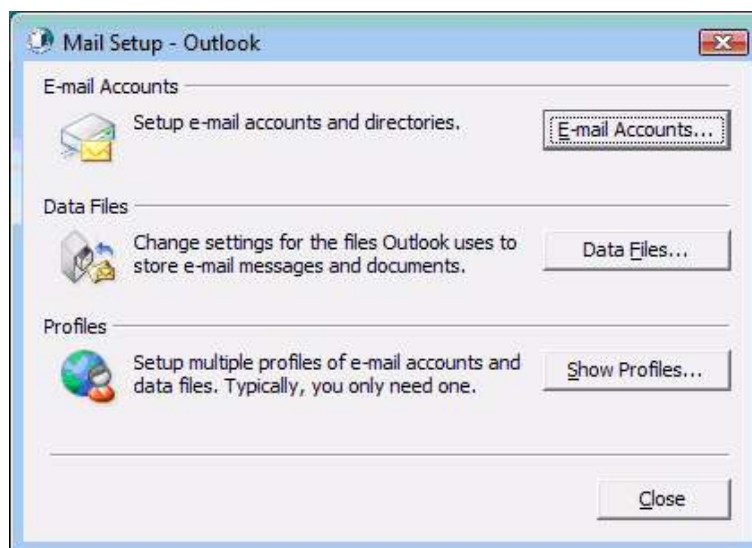 Mail Setup - Outlook
E-mail Accounts
Setup e-mail accounts and directories.
E-mail Accounts...
Data Files
Change settings for the files Outlook uses to
store e-mail messages and documents.
Data Files...
Profiles
Setup multiple profiles of e-mail accounts and
data files. Typically, you only need one.
Show Profiles...
Close